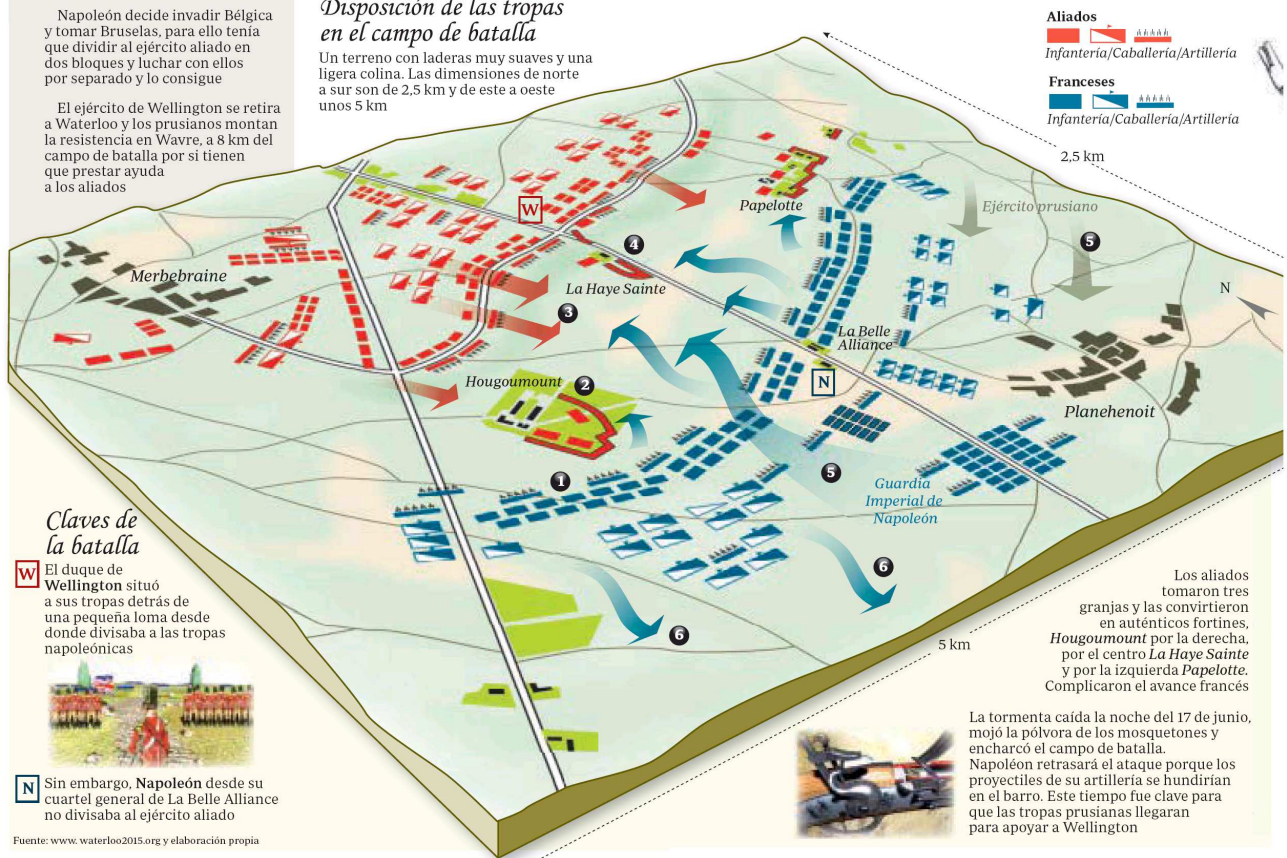 Napoleón decide invadir Bélgica
y tomar Bruselas, para ello tenía
que dividir al ejército aliado en
dos bloques y luchar con ellos
por separado y lo consigue
El ejército de Wellington se retira
a Waterloo y los prusianos montan
la resistencia en Wavre, a 8 km del
campo de batalla por si tienen
que prestar ayuda
a los aliados
Disposición de las tropas
en el campo de batalla
Un terreno con laderas muy suaves y una
ligera colina. Las dimensiones de norte
a sur son de 2,5 km y de este a oeste
unos 5 km
Aliados
Infantería/Caballería/Artillería
Franceses
Infantería/Caballería/Artillería
2,5 km
W
Papelotte
Ejército prusiano
4
5
Merbebraine
La Haye Sainte
N
3
La Belle
Alliance
Hougoumount
2
N
Planehenoit
1
5
Guardia
Imperial de
Napoleón
6
6
5 km
Claves de
la batalla
W
El duque de
Wellington situó
a sus tropas detrás de
una pequeña loma desde
donde divisaba a las tropas
napoleónicas
N
Sin embargo, Napoleón desde su
cuartel general de La Belle Alliance
no divisaba al ejército aliado
Fuente: www. waterloo2015.org y elaboración propia
Los aliados
tomaron tres
granjas y las convirtieron
en auténticos fortines,
Hougoumount por la derecha,
por el centro La Haye Sainte
y por la izquierda Papelotte.
Complicaron el avance francés
La tormenta caída la noche del 17 de junio,
mojó la pólvora de los mosquetones y
encharcó el campo de batalla.
Napoléon retrasará el ataque porque los
proyectiles de su artillería se hundirían
en el barro. Este tiempo fue clave para
que las tropas prusianas llegaran
para apoyar a Wellington